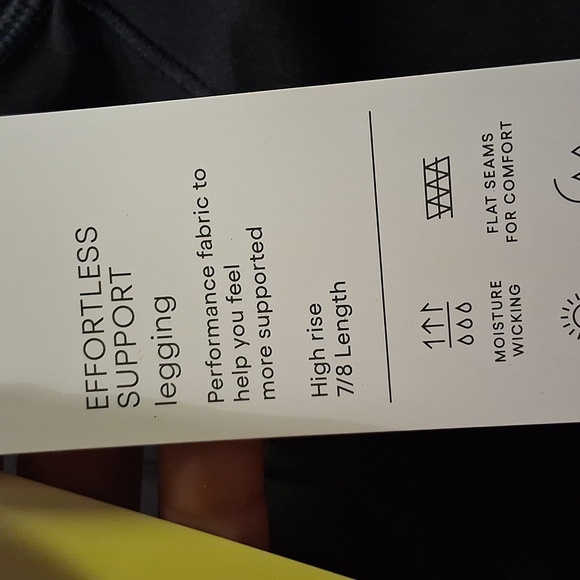 EFFORTLESS
SUPPORT
legging
Performance fabric to
help you feel
more supported
High rise
7/8 Length
MOISTURE
WICKING
FLAT SEAMS
FOR COMFORT